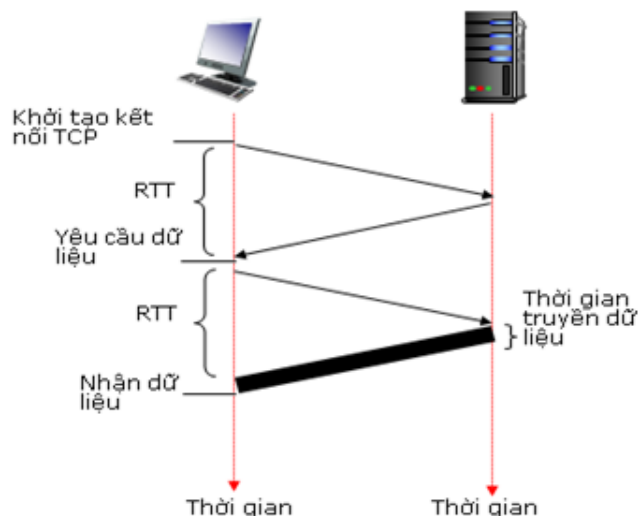 Khởi tạo kết
nối TCP
RTT
Yêu cầu dữ
liệu
RTT
Thời gian
truyền dữ
liệu
Nhận dữ
liệu
Thời gian
Thời gian